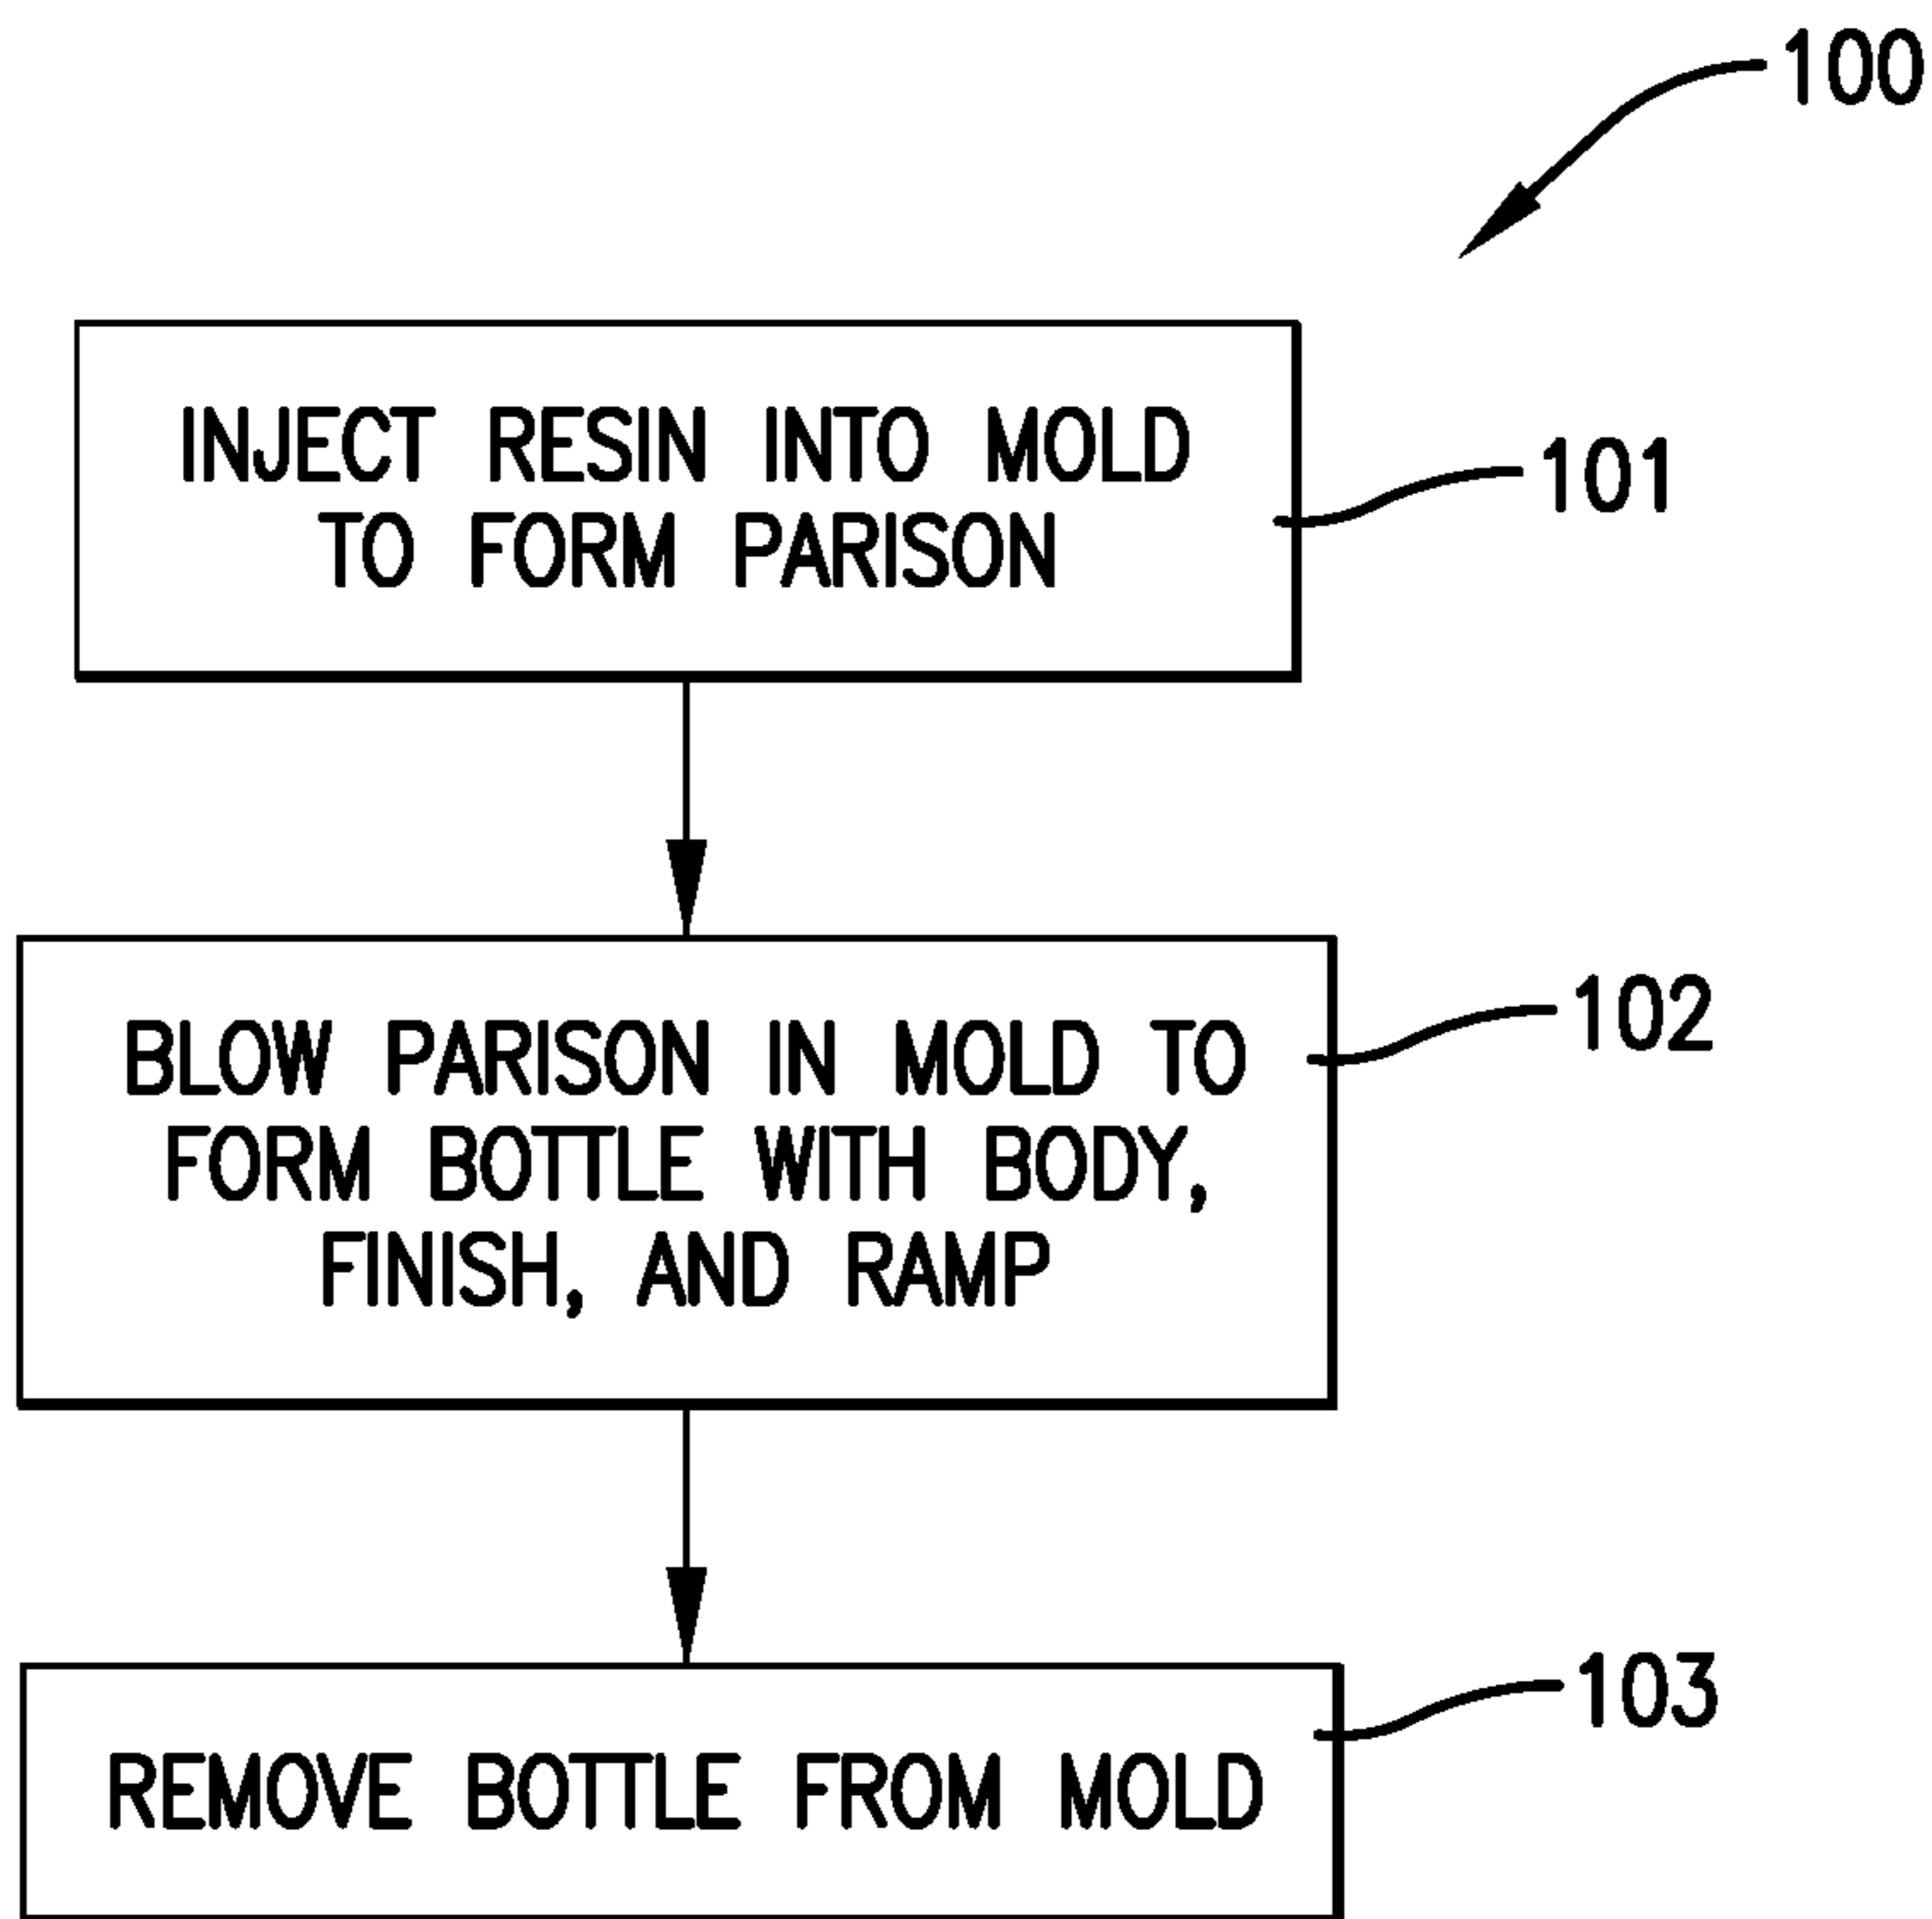 100
INJECT RESIN INTO MOLD
TO FORM PARISON
101
BLOW PARISON IN MOLD TO
FORM BOTTLE WITH BODY,
FINISH, AND RAMP
102
REMOVE BOTTLE FROM MOLD
103